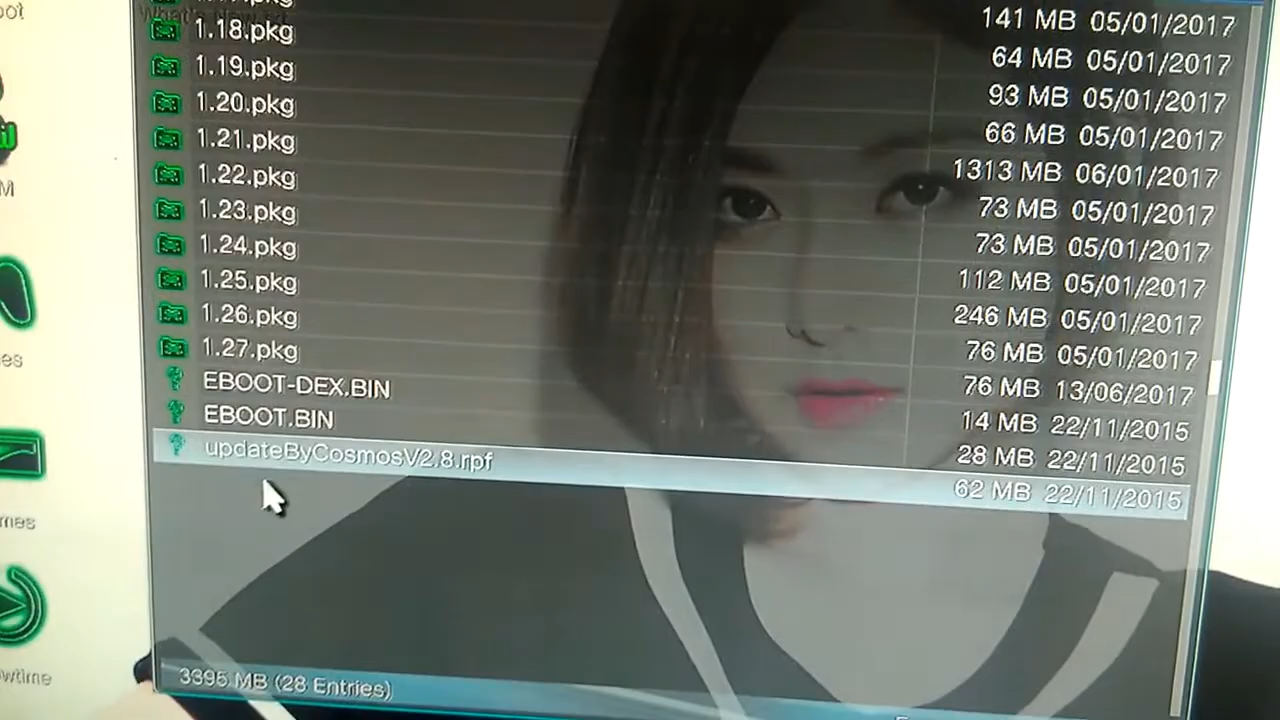 oot
1.18.pkg 141 MB 05/01/2017
1.19.pkg 64 MB 05/01/2017
1.20.pkg 93 MB 05/01/2017
1.21.pkg 66 MB 05/01/2017
1.22.pkg 1313 MB 06/01/2017
1.23.pkg 73 MB 05/01/2017
1.24.pkg 73 MB 05/01/2017
1.25.pkg 112 MB 05/01/2017
1.26.pkg 246 MB 05/01/2017
1.27.pkg 76 MB 05/01/2017
EBOOT-DEX.BIN 76 MB 13/06/2017
EBOOT.BIN 14 MB 22/11/2015
updateByCosmosV2.8.rpf 28 MB 22/11/2015
62 MB 22/11/2015
M
es
mes
wtime
3395 MB (28 Entries)